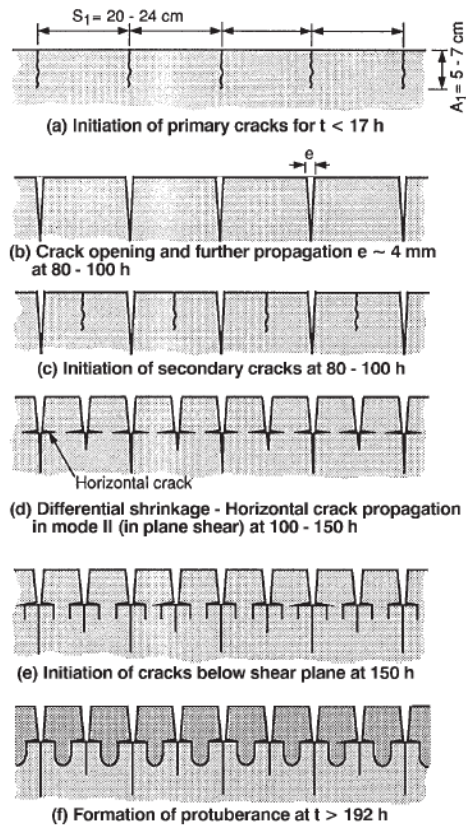 S₁ = 20 - 24 cm
A₁ = 5 - 7 cm
(a) Initiation of primary cracks for t < 17 h
e
(b) Crack opening and further propagation e ~ 4 mm
at 80 - 100 h
(c) Initiation of secondary cracks at 80 - 100 h
Horizontal crack
(d) Differential shrinkage - Horizontal crack propagation
in mode II (in plane shear) at 100 - 150 h
(e) Initiation of cracks below shear plane at 150 h
(f) Formation of protuberance at t > 192 h